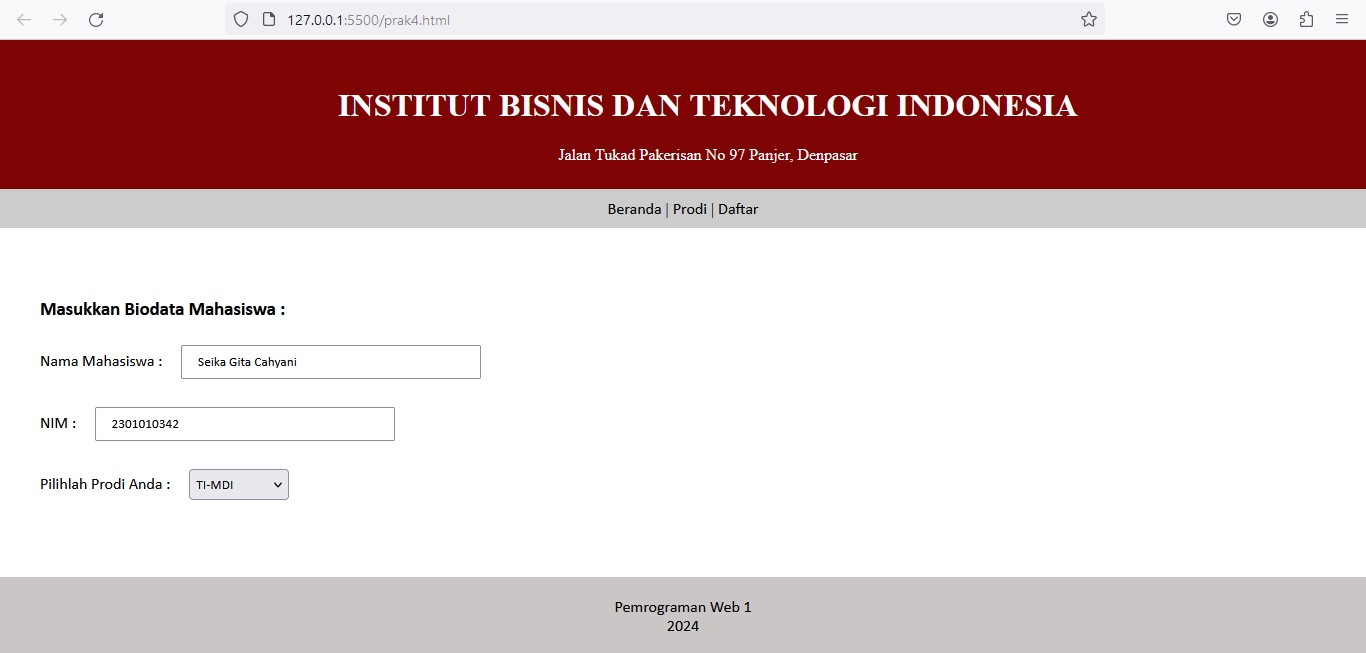 127.0.0.1:5500/prak4.html
INSTITUT BISNIS DAN TEKNOLOGI INDONESIA
Jalan Tukad Pakerisan No 97 Panjer, Denpasar
Beranda | Prodi | Daftar
Masukkan Biodata Mahasiswa :
Nama Mahasiswa : Seika Gita Cahyani
NIM : 2301010342
Pilihlah Prodi Anda : TI-MDI
Pemrograman Web 1
2024